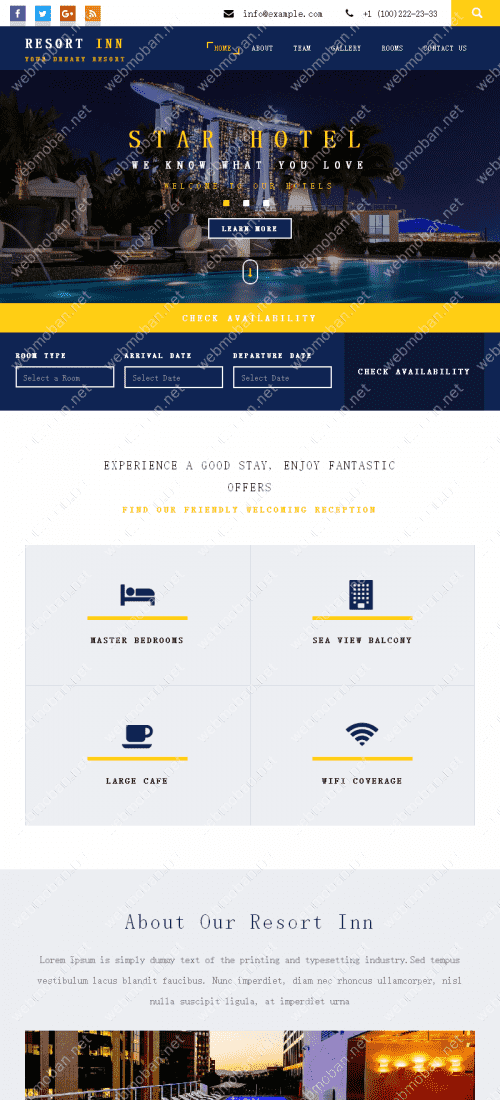 info@example.com
+1 (100)222-23-33
RESORT INN
YOUR DREAMY RESORT
HOME
ABOUT
TEAM
GALLERY
ROOMS
CONTACT US
STAR HOTEL
WE KNOW WHAT YOU LOVE
WELCOME TO OUR HOTELS
LEARN MORE
CHECK AVAILABILITY
ROOM TYPE
ARRIVAL DATE
DEPARTURE DATE
Select a Room
Select Date
Select Date
CHECK AVAILABILITY
EXPERIENCE A GOOD STAY, ENJOY FANTASTIC
OFFERS
FIND OUR FRIENDLY WELCOMING RECEPTION
MASTER BEDROOMS
SEA VIEW BALCONY
LARGE CAFE
WIFI COVERAGE
About Our Resort Inn
Lorem Ipsum is simply dummy text of the printing and typesetting industry.Sed tempus
vestibulum lacus blandit faucibus. Nunc imperdiet, diam nec rhoncus ullamcorper, nisl
nulla suscipit ligula, at imperdiet urna
webmoban.net